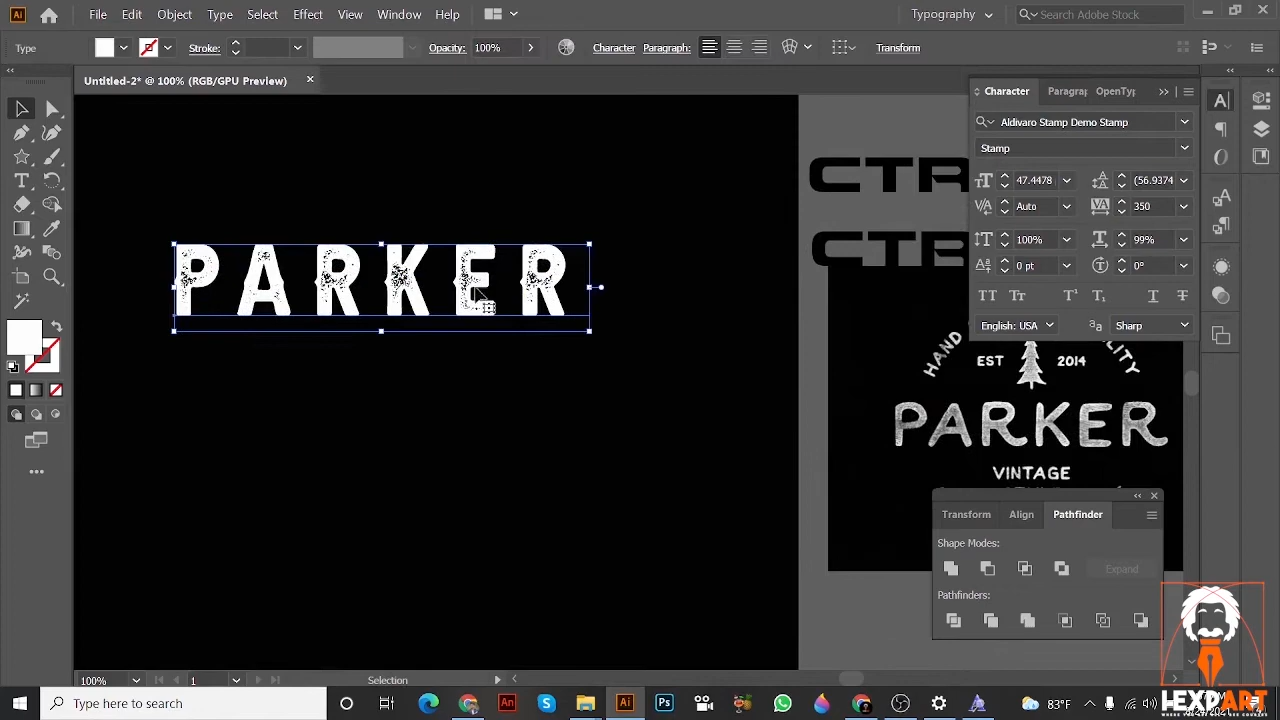 Ai File Edit Object Type Select Effect View Window Help Typography Search Adobe Stock
Type Stroke: Opacity: 100% Character Paragraph: Transform
Untitled-2* @ 100% (RGB/GPU Preview)
Character Paragraph OpenTyp
Aldivaro Stamp Demo Stamp
Stamp
47.4478 (56.9374
Auto 350
100% 99%
0 pt 0°
English: USA Sharp
CTR
CTR
PARKER
HAND
EST 2014
PARKER
VINTAGE
Transform Align Pathfinder
Shape Modes:
Expand
Pathfinders:
100% 1 Selection
Type here to search
LEXPART